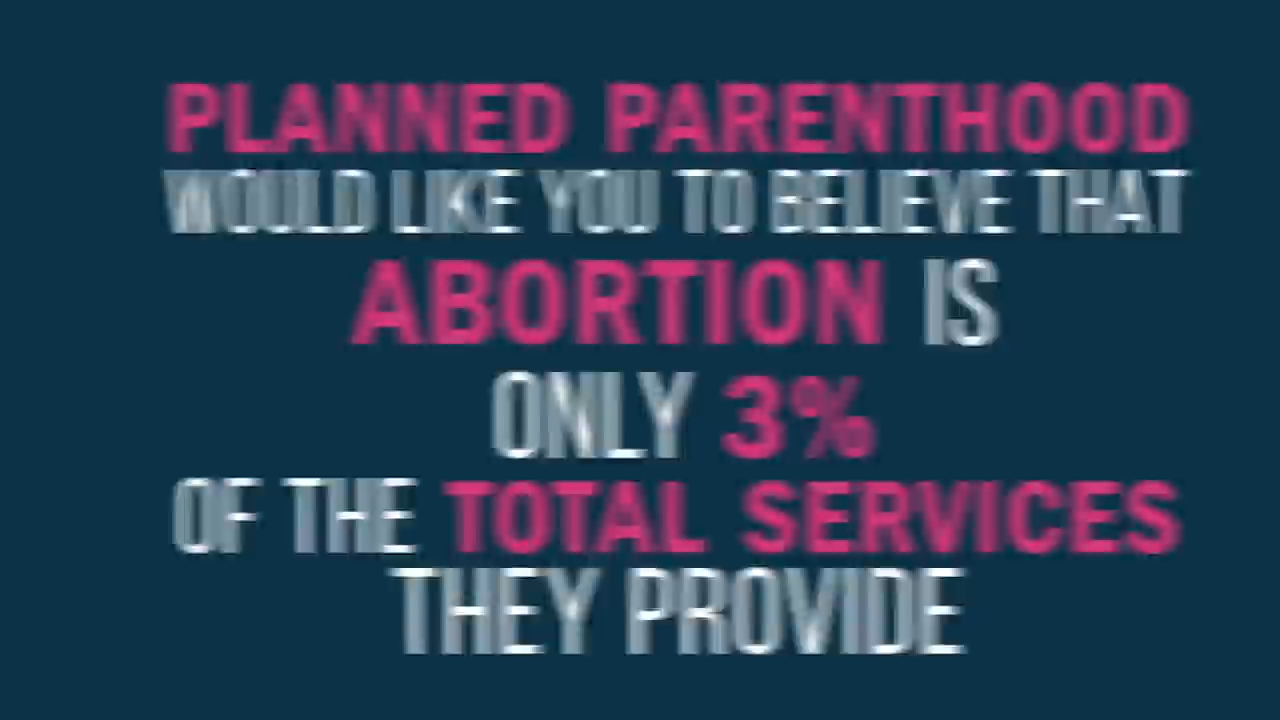 PLANNED PARENTHOOD
WOULD LIKE YOU TO BELIEVE THAT
ABORTION IS
ONLY 3%
OF THE TOTAL SERVICES
THEY PROVIDE